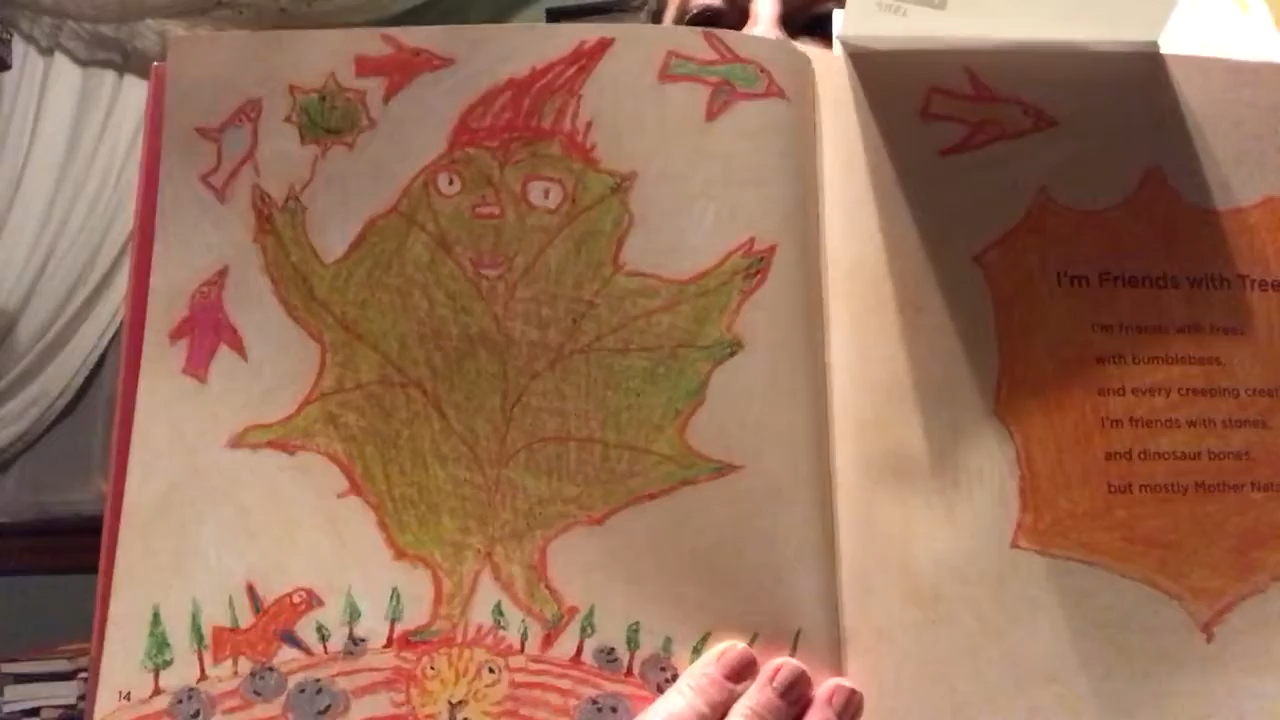 I'm Friends with Tree
I'm friends with trees,
with bumblebees,
and every creeping creat
I'm friends with stones,
and dinosaur bones,
but mostly Mother Natu
14